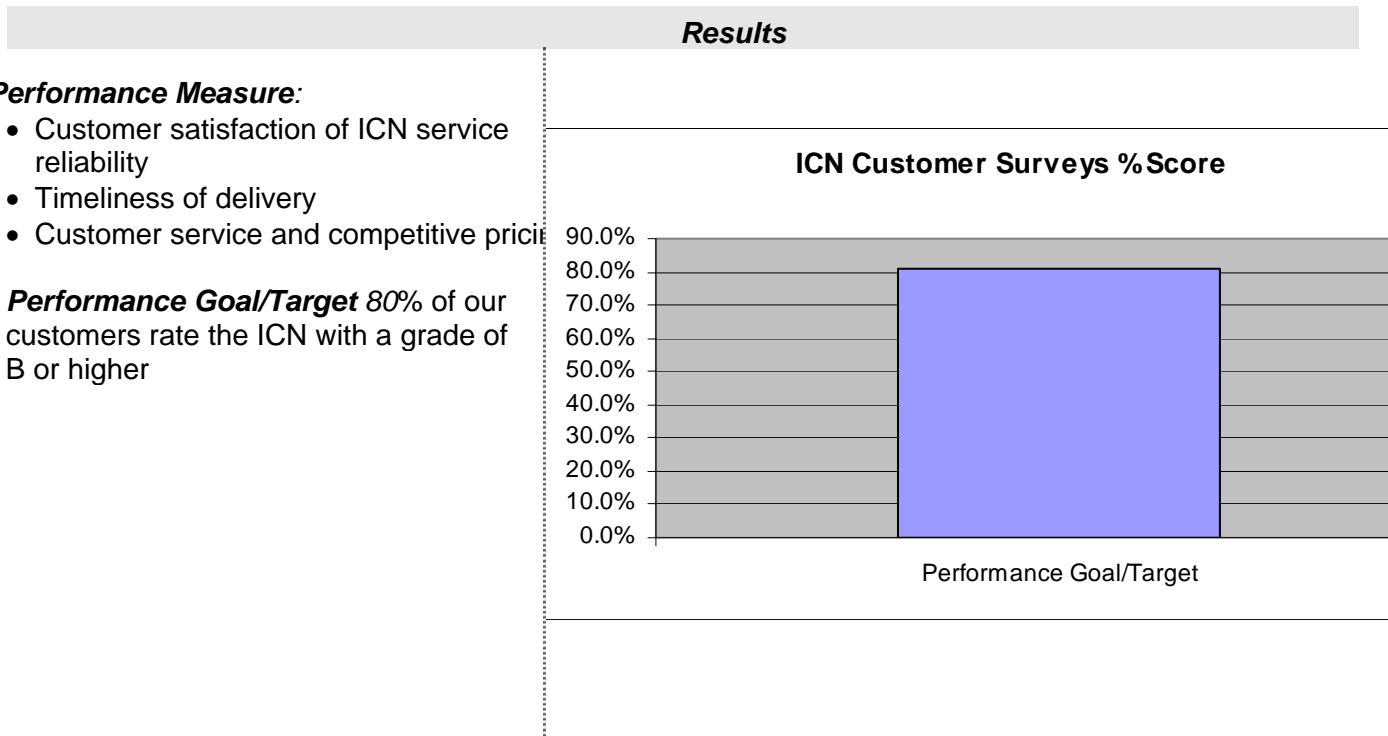 Results
Performance Measure:
• Customer satisfaction of ICN service
reliability
• Timeliness of delivery
• Customer service and competitive
Performance Goal/Target 80% of our
customers rate the ICN with a grade of
B or higher
ICN Customer Surveys %Score
90.0%
80.0%
70.0%
60.0%
50.0%
40.0%
30.0%
20.0%
10.0%
0.0%
Performance Goal/Target